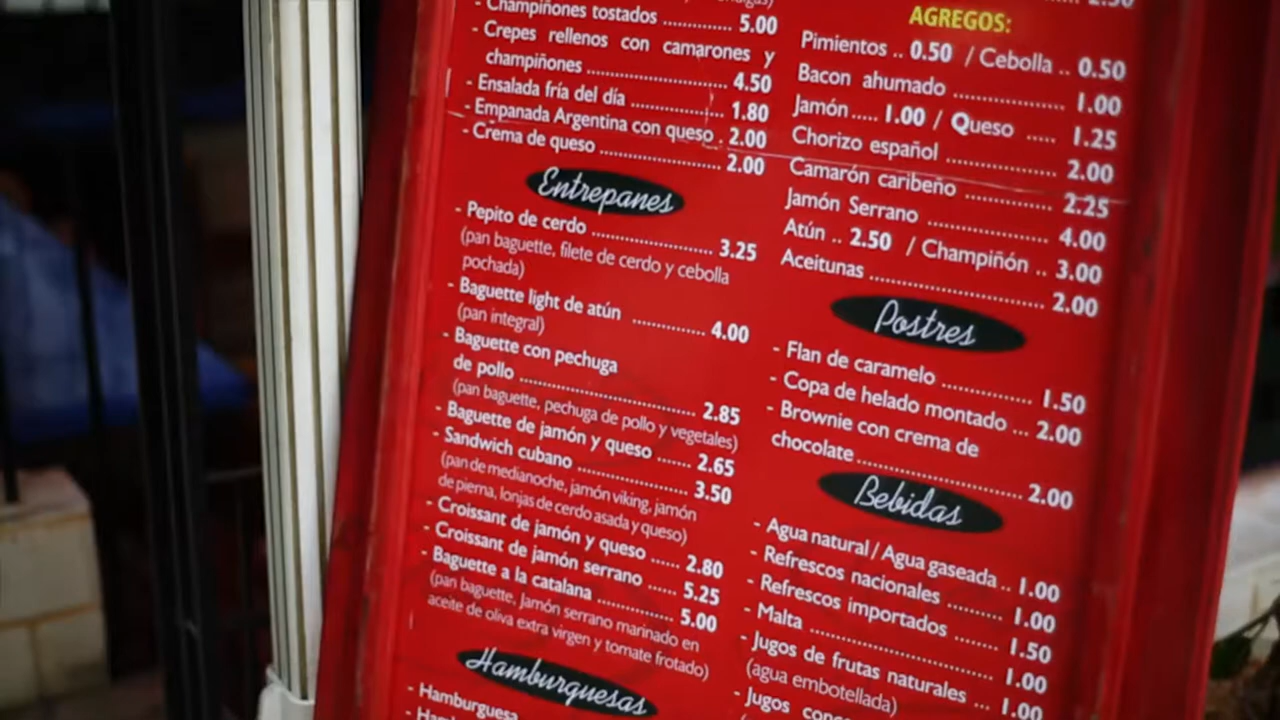 - Champiñones tostados ........... 5.00
- Crepes rellenos con camarones y
champiñones ........................ 4.50
- Ensalada fría del día ................ 1.80
- Empanada Argentina con queso . 2.00
- Crema de queso ..................... 2.00
Entrepanes
- Pepito de cerdo ...................... 3.25
(pan baguette, filete de cerdo y cebolla
pochada)
- Baguette light de atún ............. 4.00
(pan integral)
- Baguette con pechuga
de pollo ................................ 2.85
(pan baguette, pechuga de pollo y vegetales)
- Baguette de jamón y queso ...... 2.65
- Sandwich cubano .................... 3.50
(pan de medianoche, jamón viking, jamón
de pierna, lonjas de cerdo asada y queso)
- Croissant de jamón y queso ...... 2.80
- Croissant de jamón serrano ...... 5.25
- Baguette a la catalana .............. 5.00
(pan baguette, Jamón serrano marinado en
aceite de oliva extra virgen y tomate frotado)
Hamburguesas
- Hamburguesa
2.50
AGREGOS:
Pimientos .. 0.50 / Cebolla .. 0.50
Bacon ahumado ..................... 1.00
Jamón..... 1.00 / Queso ..... 1.25
Chorizo español ..................... 2.00
Camarón caribeño .................. 2.25
Jamón Serrano ....................... 4.00
Atún .. 2.50 / Champiñón .. 3.00
Aceitunas .............................. 2.00
Postres
- Flan de caramelo .................. 1.50
- Copa de helado montado ... 2.00
- Brownie con crema de
chocolate ............................. 2.00
Bebidas
- Agua natural / Agua gaseada .. 1.00
- Refrescos nacionales ......... 1.00
- Refrescos importados ........ 1.50
- Malta ............................... 1.00
- Jugos de frutas naturales ... 1.00
(agua embotellada)
- Jugos